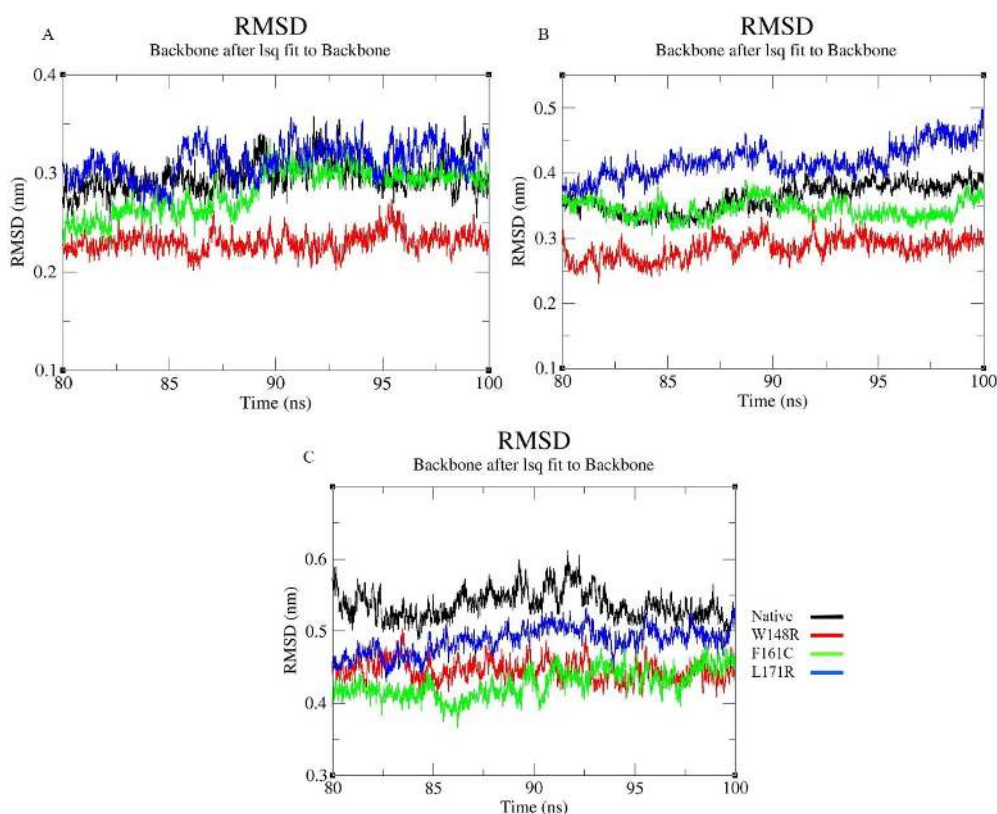 A
RMSD
Backbone after lsq fit to Backbone
0.4
0.3
0.2
0.1
RMSD (nm)
80 85 90 95 100
Time (ns)
B
RMSD
Backbone after lsq fit to Backbone
0.5
0.4
0.3
0.2
0.1
RMSD (nm)
80 85 90 95 100
Time (ns)
C
RMSD
Backbone after lsq fit to Backbone
0.6
0.5
0.4
0.3
RMSD (nm)
80 85 90 95 100
Time (ns)
Native
W148R
F161C
L171R